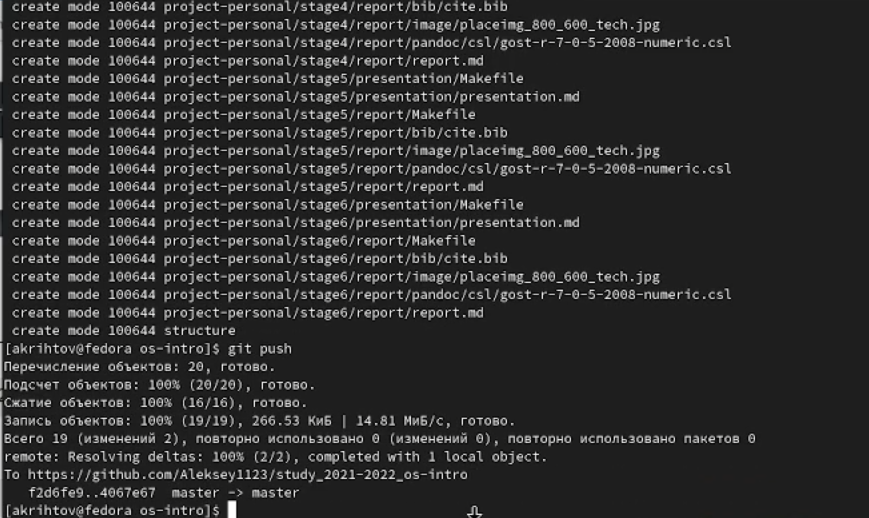 create mode 100644 project-personal/stage4/report/bib/cite.bib
create mode 100644 project-personal/stage4/report/image/placeimg_800_600_tech.jpg
create mode 100644 project-personal/stage4/report/pandoc/csl/gost-r-7-0-5-2008-numeric.csl
create mode 100644 project-personal/stage4/report/report.md
create mode 100644 project-personal/stage5/presentation/Makefile
create mode 100644 project-personal/stage5/presentation/presentation.md
create mode 100644 project-personal/stage5/report/Makefile
create mode 100644 project-personal/stage5/report/bib/cite.bib
create mode 100644 project-personal/stage5/report/image/placeimg_800_600_tech.jpg
create mode 100644 project-personal/stage5/report/pandoc/csl/gost-r-7-0-5-2008-numeric.csl
create mode 100644 project-personal/stage5/report/report.md
create mode 100644 project-personal/stage6/presentation/Makefile
create mode 100644 project-personal/stage6/presentation/presentation.md
create mode 100644 project-personal/stage6/report/Makefile
create mode 100644 project-personal/stage6/report/bib/cite.bib
create mode 100644 project-personal/stage6/report/image/placeimg_800_600_tech.jpg
create mode 100644 project-personal/stage6/report/pandoc/csl/gost-r-7-0-5-2008-numeric.csl
create mode 100644 project-personal/stage6/report/report.md
create mode 100644 structure
[akrihtov@fedora os-intro]$ git push
Перечисление объектов: 20, готово.
Подсчет объектов: 100% (20/20), готово.
Сжатие объектов: 100% (16/16), готово.
Запись объектов: 100% (19/19), 266.53 КиБ | 14.81 МиБ/с, готово.
Всего 19 (изменений 2), повторно использовано 0 (изменений 0), повторно использовано пакетов 0
remote: Resolving deltas: 100% (2/2), completed with 1 local object.
To https://github.com/Aleksey1123/study_2021-2022_os-intro
f2d6fe9..4067e67 master -> master
[akrihtov@fedora os-intro]$